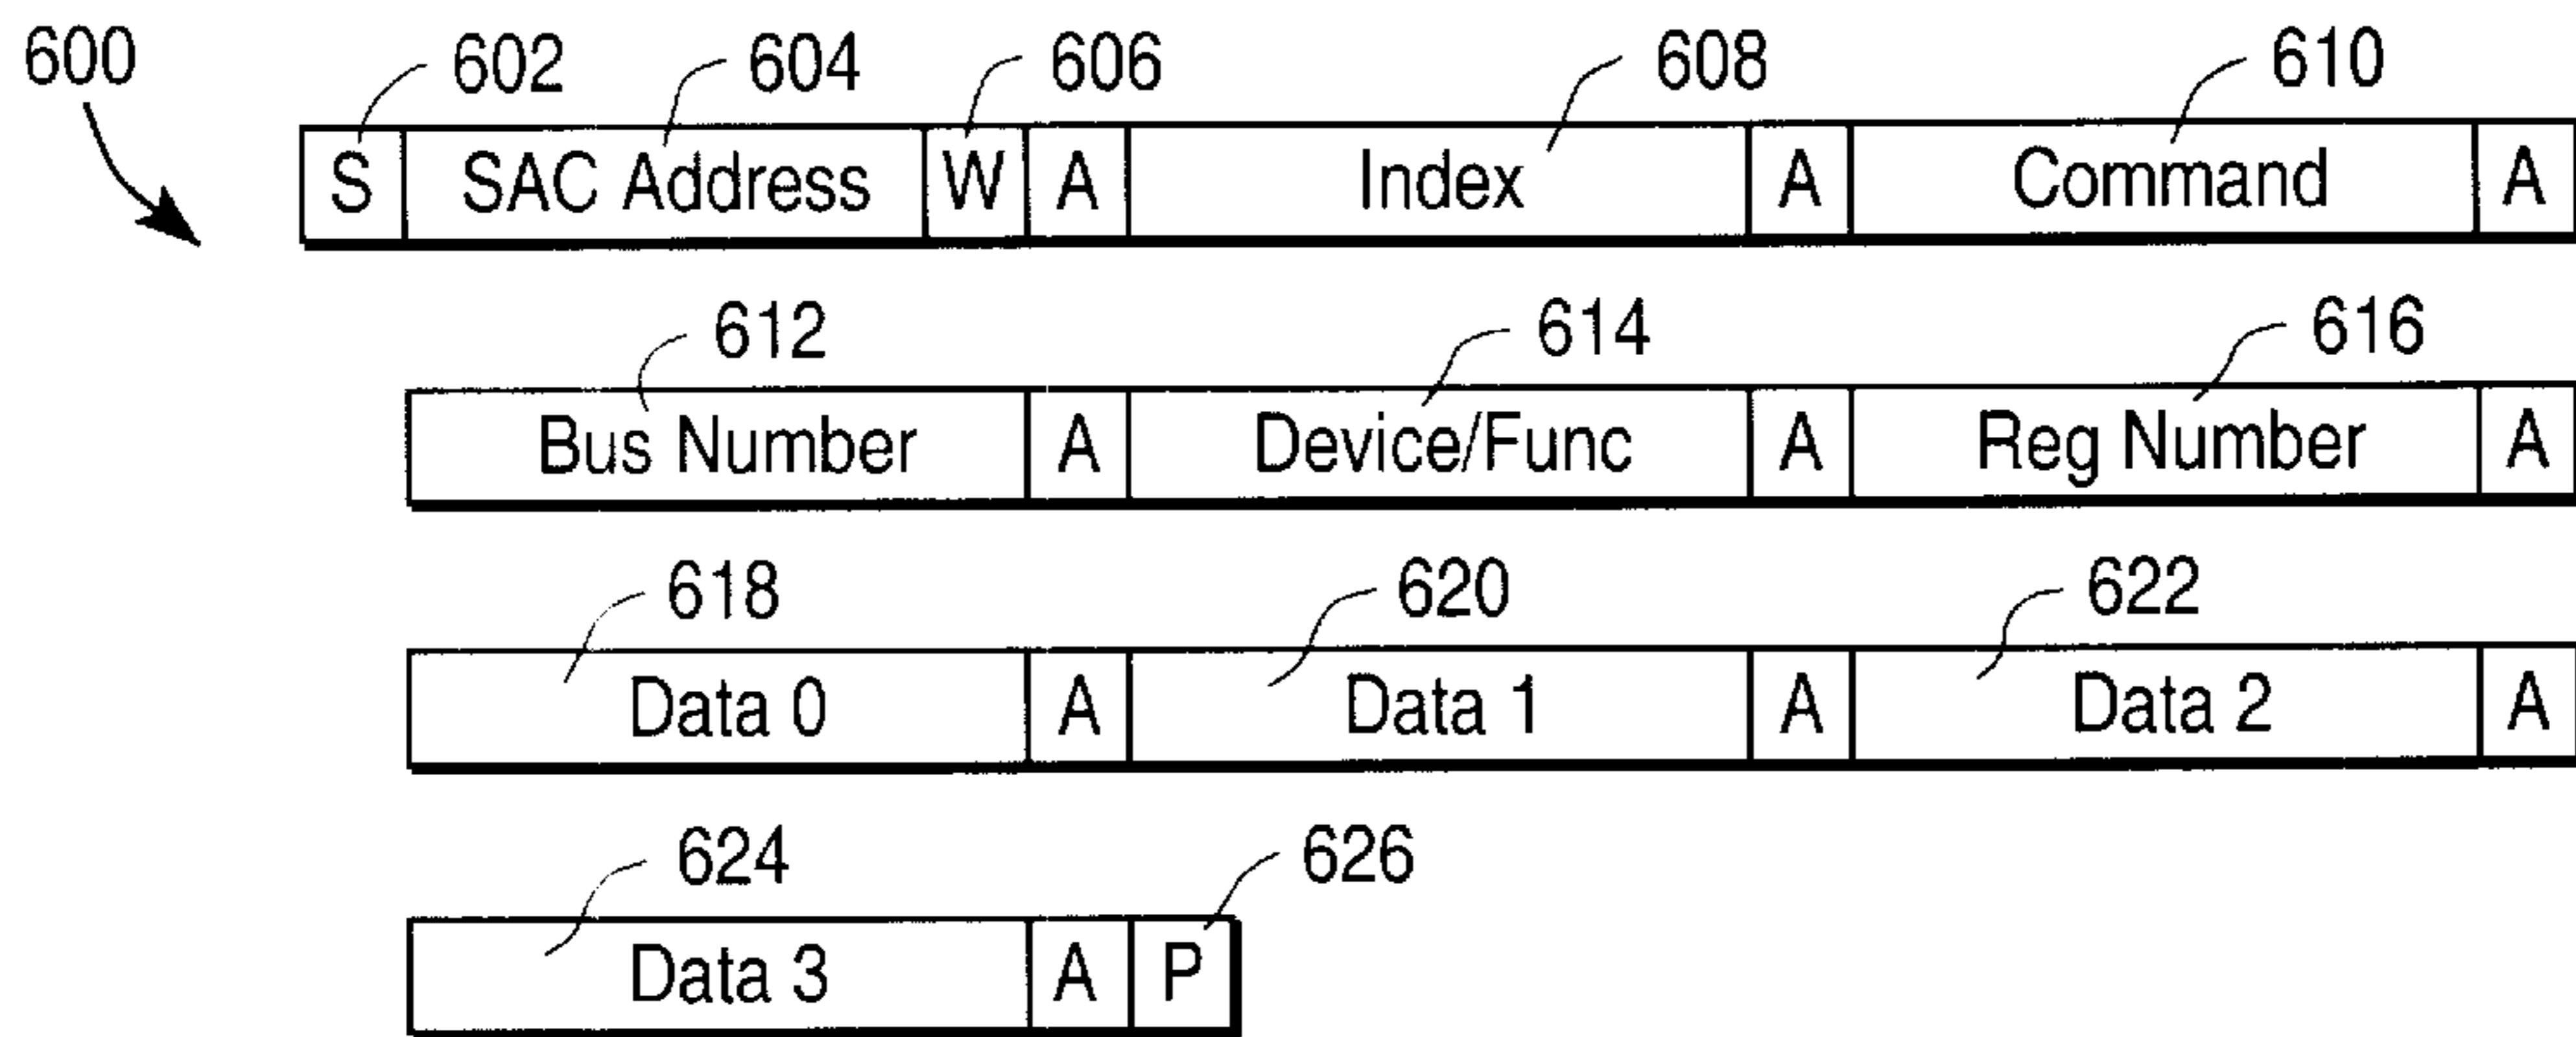 600 602 604 606 608 610
S SAC Address W A Index A Command A
612 614 616
Bus Number A Device/Func A Reg Number A
618 620 622
Data 0 A Data 1 A Data 2 A
624 626
Data 3 A P